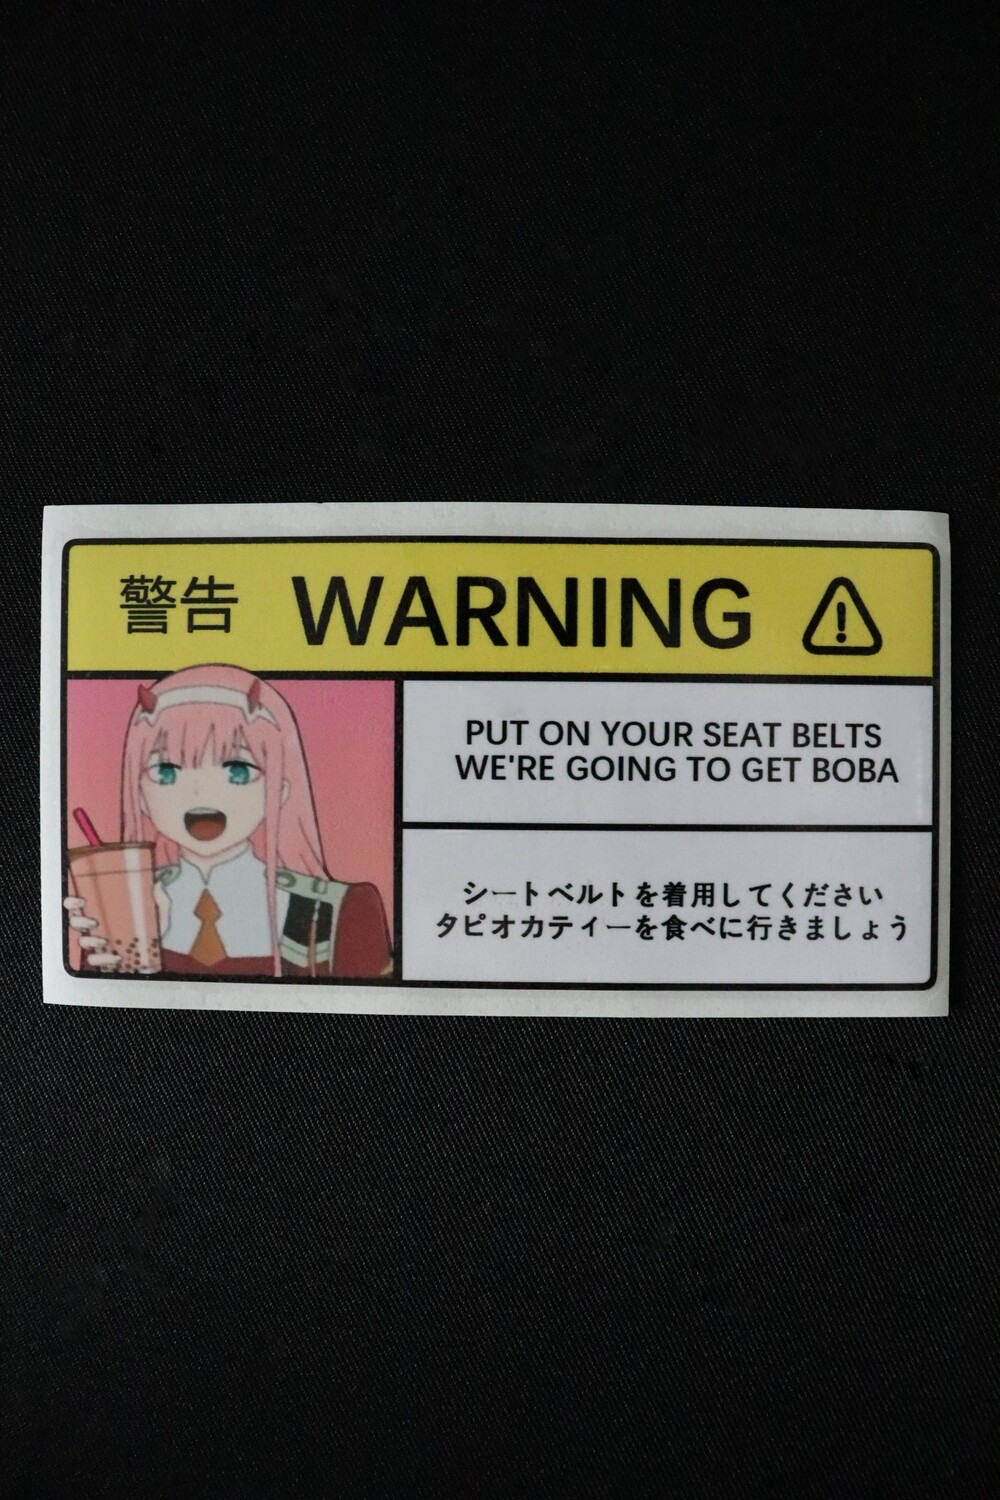 警告 WARNING
PUT ON YOUR SEAT BELTS
WE'RE GOING TO GET BOBA
シートベルトを着用してください
タピオカティーを食べに行きましょう